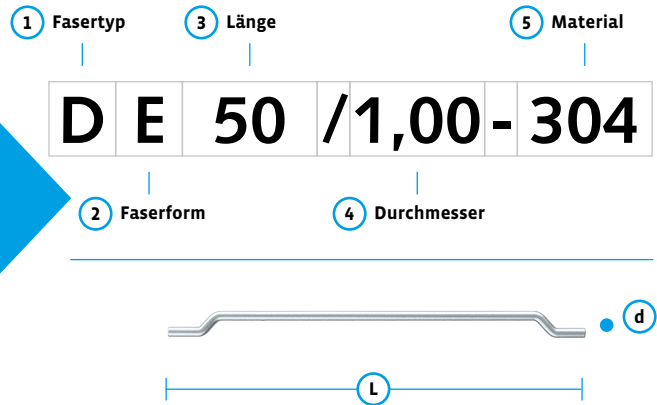 1 Fasertyp 3 Länge 5 Material
D E 50 /1,00-304
2 Faserform 4 Durchmesser
d
L